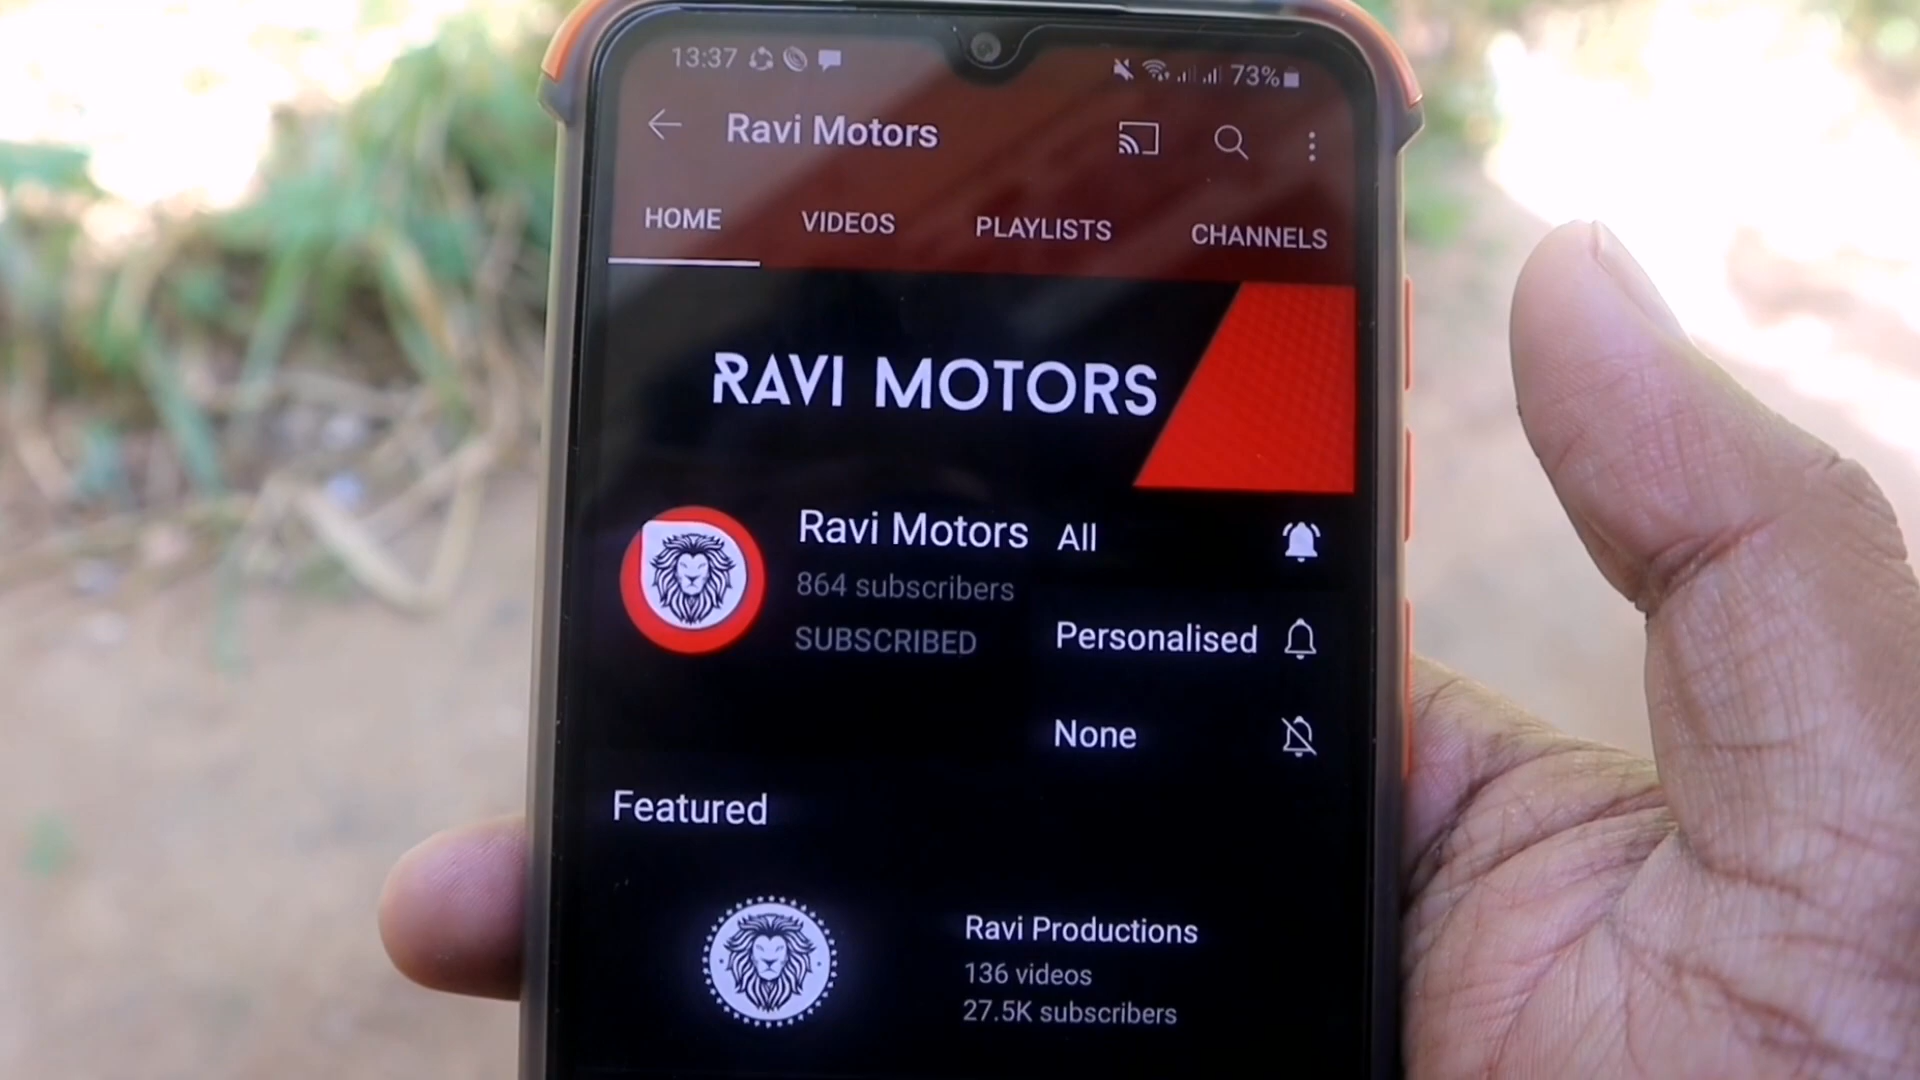 13:37
73%
Ravi Motors
HOME VIDEOS PLAYLISTS CHANNELS
RAVI MOTORS
Ravi Motors
864 subscribers
SUBSCRIBED
All
Personalised
None
Featured
Ravi Productions
136 videos
27.5K subscribers